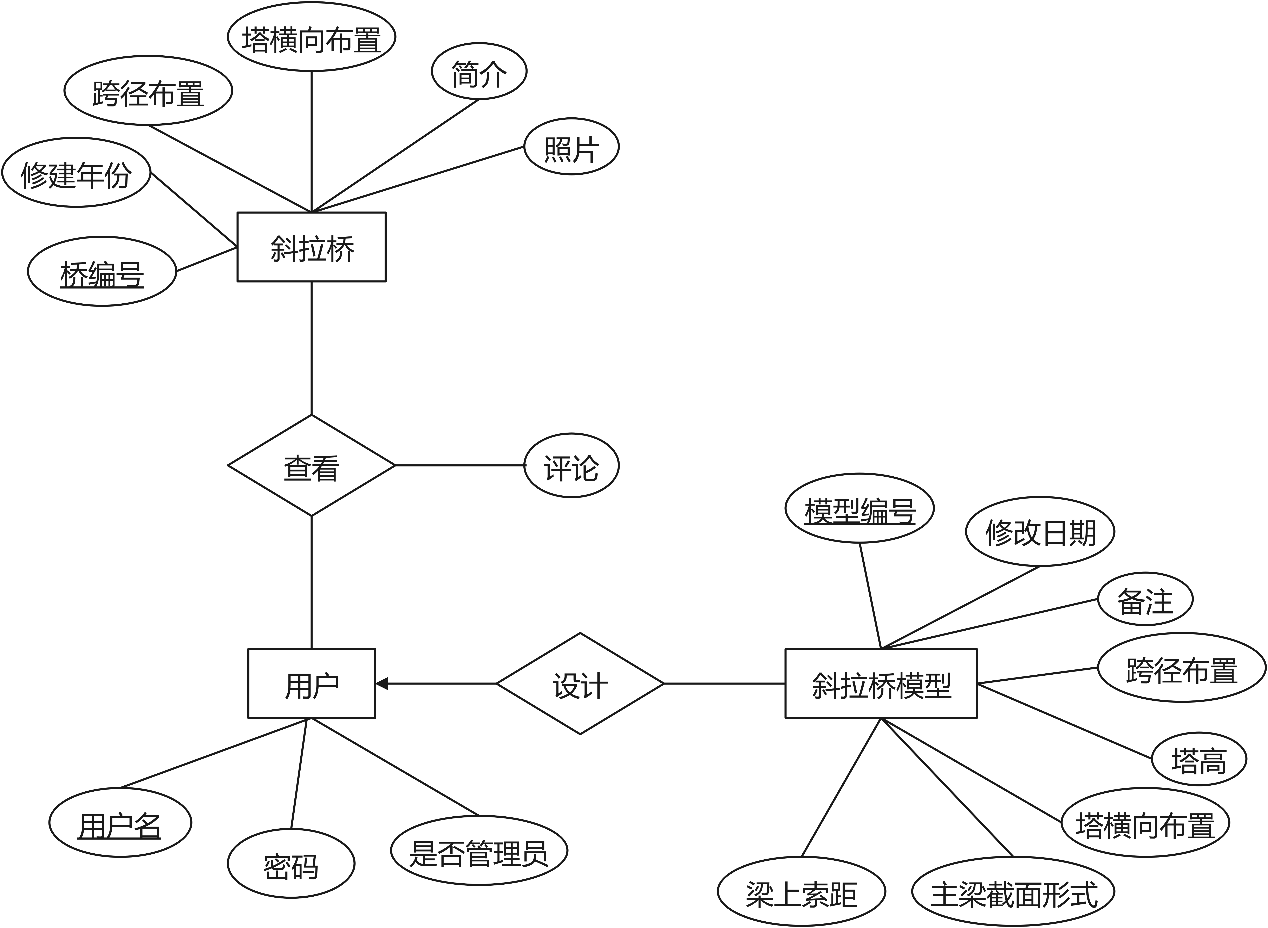 塔横向布置
简介
跨径布置
照片
修建年份
斜拉桥
桥编号
查看
评论
模型编号
修改日期
备注
跨径布置
用户
设计
斜拉桥模型
塔高
用户名
塔横向布置
密码
是否管理员
梁上索距
主梁截面形式